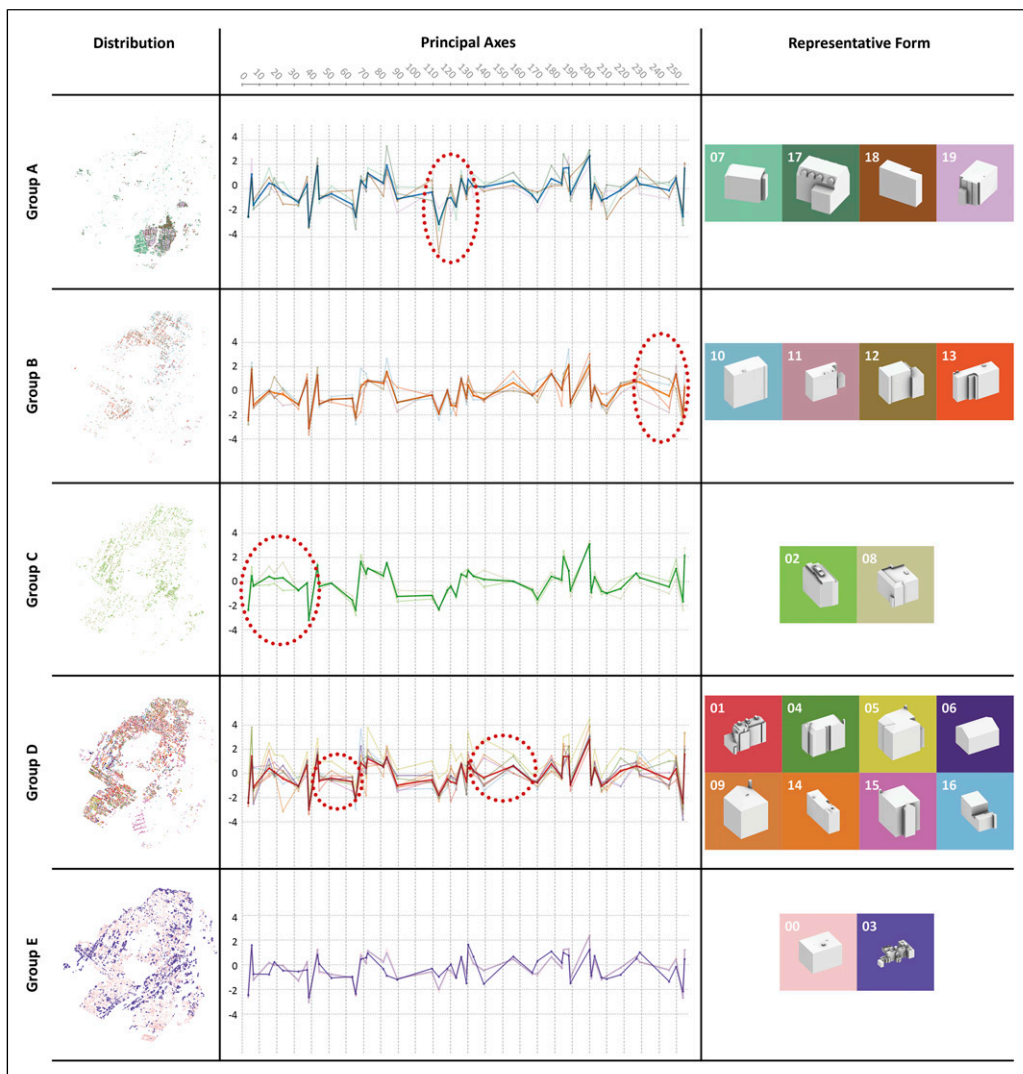 Distribution Principal Axes Representative Form
0 10 20 30 40 50 60 70 80 90 100 110 120 130 140 150 160 170 180 190 200 210 220 230 240 250
Group A
4
2
0
-2
-4
07 17 18 19
Group B
4
2
0
-2
-4
10 11 12 13
Group C
4
2
0
-2
-4
02 08
Group D
4
2
0
-2
-4
01 04 05 06
09 14 15 16
Group E
4
2
0
-2
-4
00 03